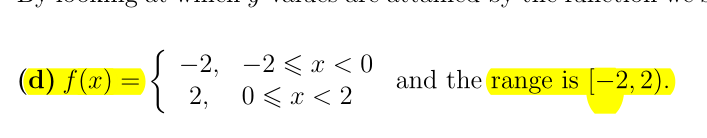 (d) f(x) = { −2, −2 ⩽ x < 0
2, 0 ⩽ x < 2 and the range is [−2, 2).